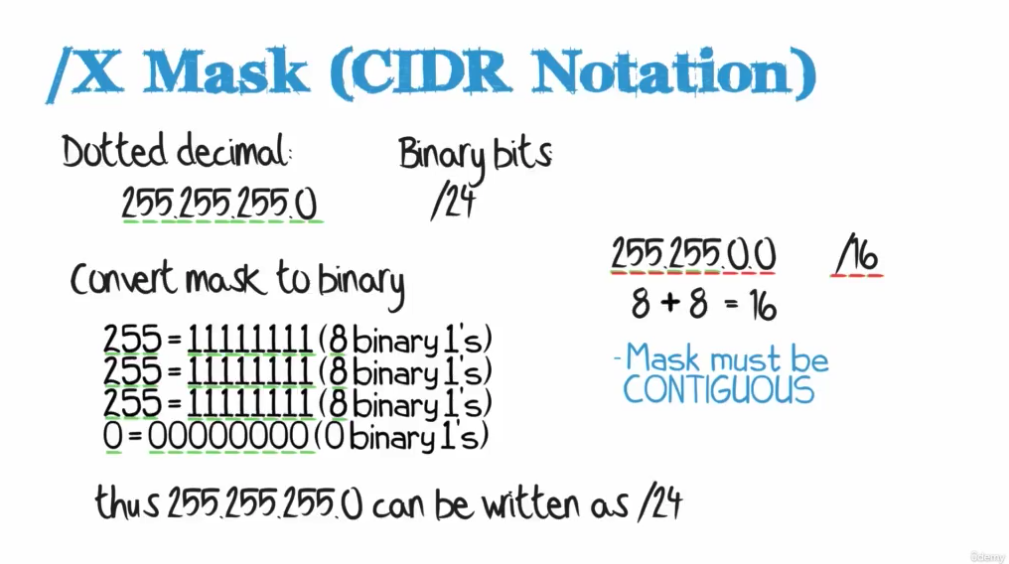 /X Mask (CIDR Notation)
Dotted decimal:
255.255.255.0
Binary bits
/24
Convert mask to binary
255 = 11111111 (8 binary 1's)
255 = 11111111 (8 binary 1's)
255 = 11111111 (8 binary 1's)
0 = 00000000 (0 binary 1's)
thus 255.255.255.0 can be written as /24
255.255.0.0 /16
8 + 8 = 16
-Mask must be
CONTIGUOUS
ûdemy